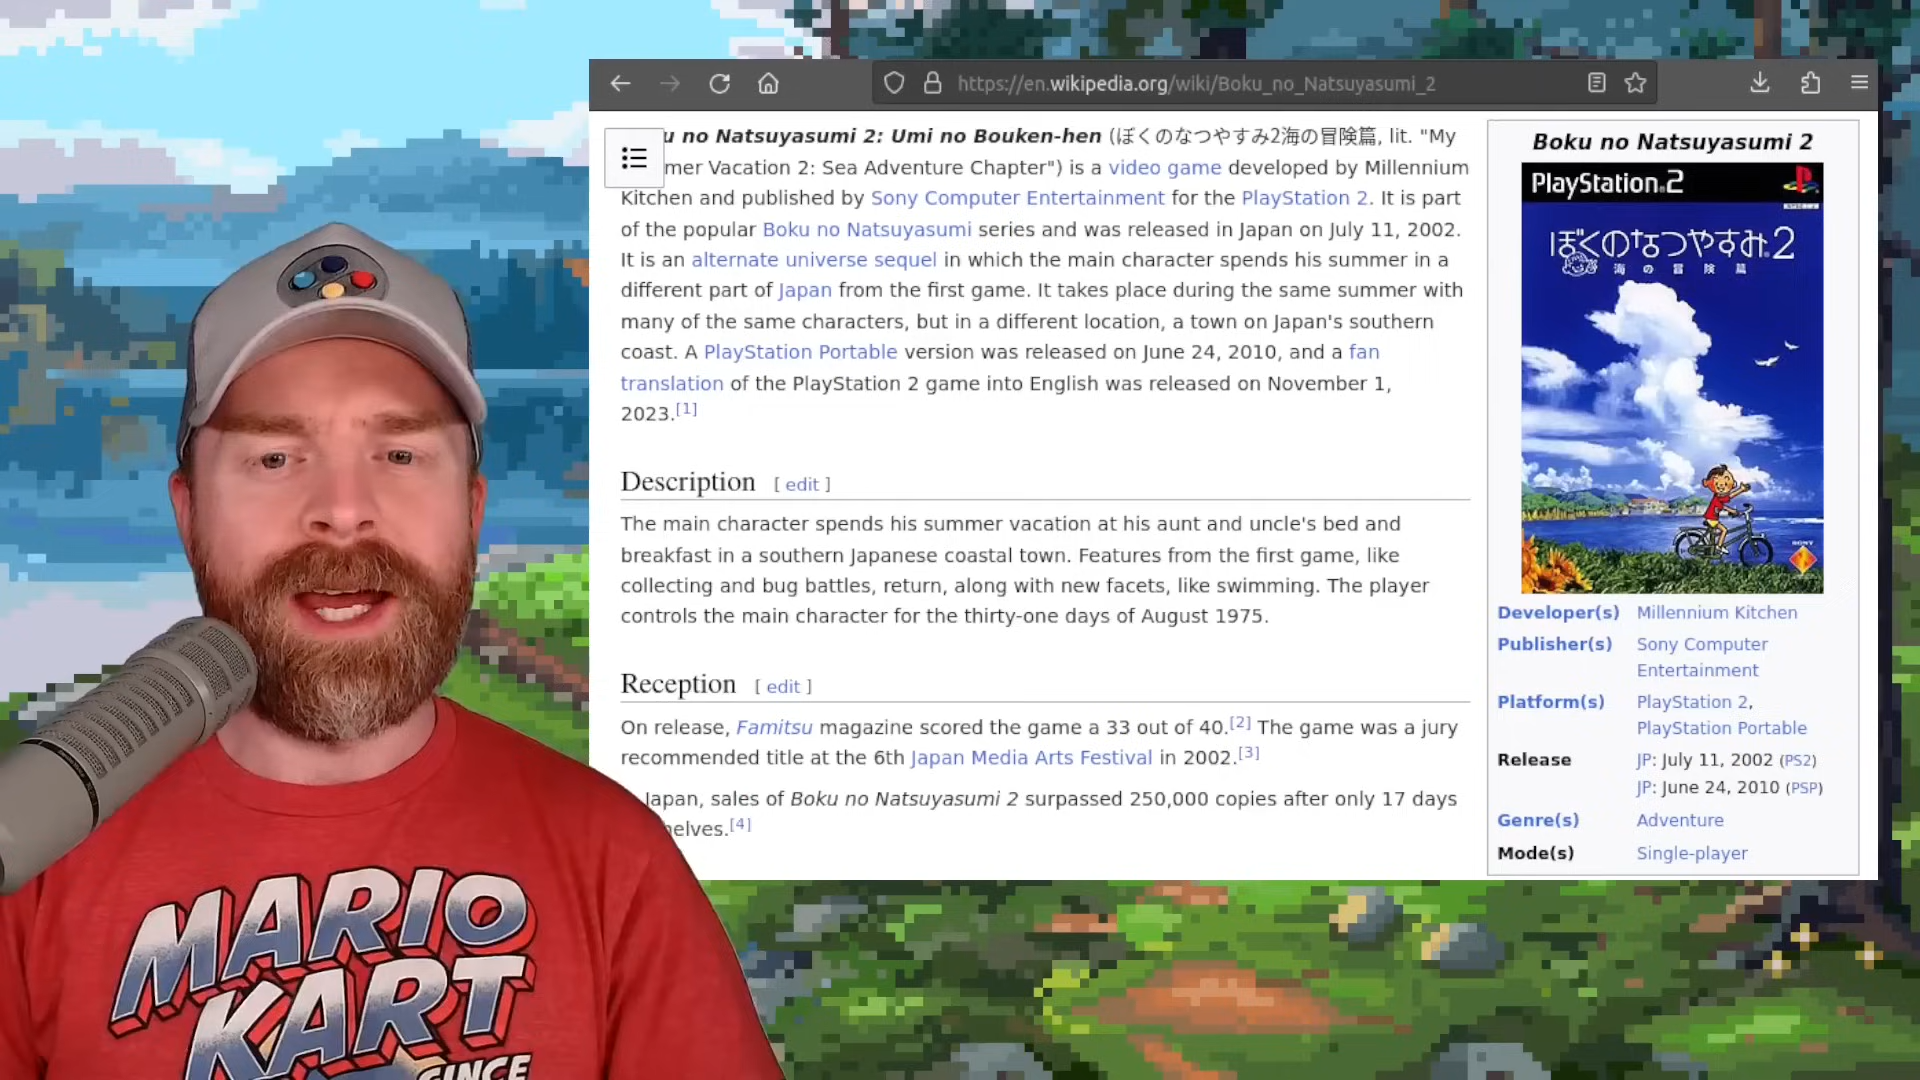 https://en.wikipedia.org/wiki/Boku_no_Natsuyasumi_2
u no Natsuyasumi 2: Umi no Bouken-hen (ぼくのなつやすみ2海の冒険篇, lit. "My
mer Vacation 2: Sea Adventure Chapter") is a video game developed by Millennium
Kitchen and published by Sony Computer Entertainment for the PlayStation 2. It is part
of the popular Boku no Natsuyasumi series and was released in Japan on July 11, 2002.
It is an alternate universe sequel in which the main character spends his summer in a
different part of Japan from the first game. It takes place during the same summer with
many of the same characters, but in a different location, a town on Japan's southern
coast. A PlayStation Portable version was released on June 24, 2010, and a fan
translation of the PlayStation 2 game into English was released on November 1,
2023.[1]
Description [ edit ]
The main character spends his summer vacation at his aunt and uncle's bed and
breakfast in a southern Japanese coastal town. Features from the first game, like
collecting and bug battles, return, along with new facets, like swimming. The player
controls the main character for the thirty-one days of August 1975.
Reception [ edit ]
On release, Famitsu magazine scored the game a 33 out of 40.[2] The game was a jury
recommended title at the 6th Japan Media Arts Festival in 2002.[3]
Japan, sales of Boku no Natsuyasumi 2 surpassed 250,000 copies after only 17 days
helves.[4]
Boku no Natsuyasumi 2
PlayStation.2
ぼくのなつやすみ.2
海の冒険篇
SONY
Developer(s) Millennium Kitchen
Publisher(s) Sony Computer
Entertainment
Platform(s) PlayStation 2,
PlayStation Portable
Release JP: July 11, 2002 (PS2)
JP: June 24, 2010 (PSP)
Genre(s) Adventure
Mode(s) Single-player
MARIO
KART
SINCE